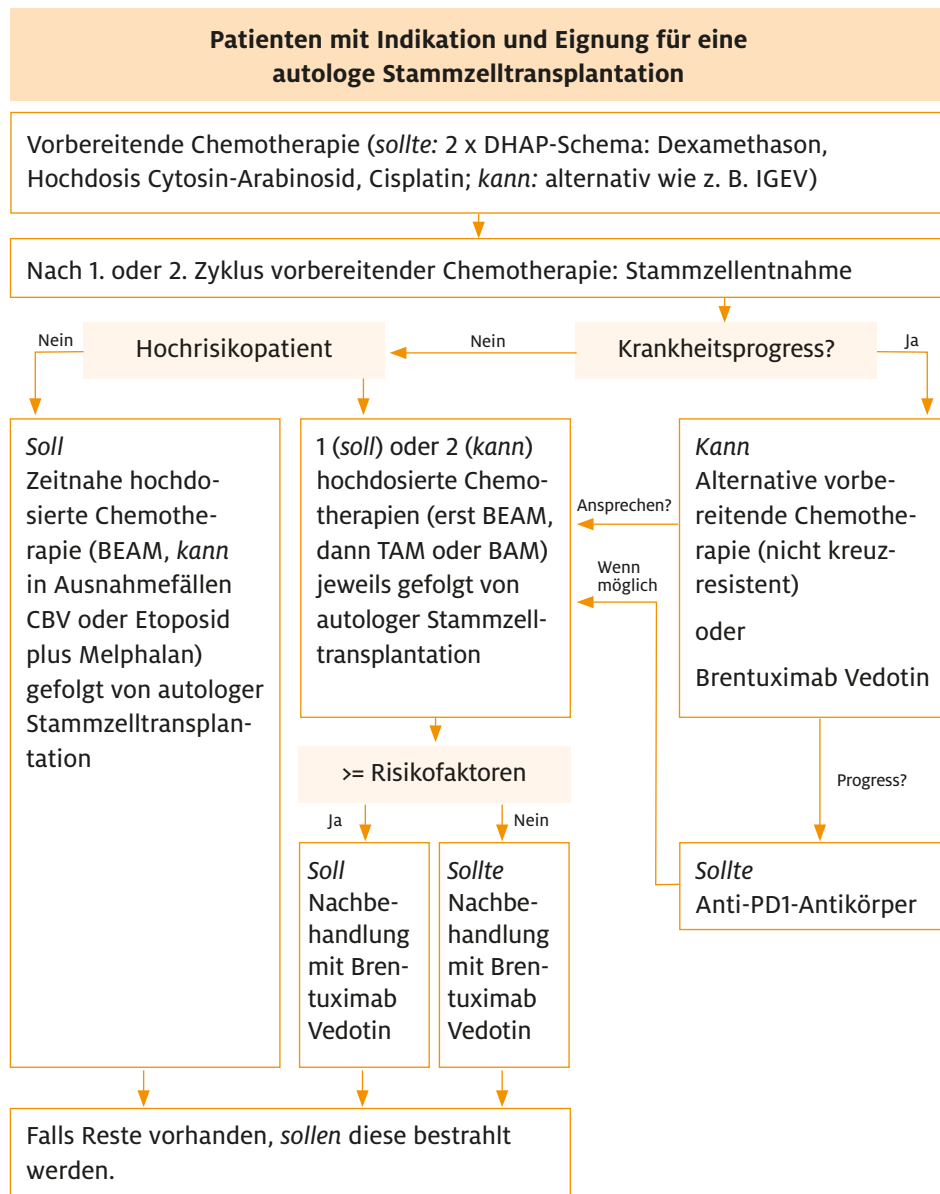 Patienten mit Indikation und Eignung für eine
autologe Stammzelltransplantation
Vorbereitende Chemotherapie (sollte: 2 x DHAP-Schema: Dexamethason,
Hochdosis Cytosin-Arabinosid, Cisplatin; kann: alternativ wie z. B. IGEV)
Nach 1. oder 2. Zyklus vorbereitender Chemotherapie: Stammzellentnahme
Nein
Hochrisikopatient
Nein
Krankheitsprogress?
Ja
Soll
Zeitnahe hochdo-
sierte Chemothe-
rapie (BEAM, kann
in Ausnahmefällen
CBV oder Etoposid
plus Melphalan)
gefolgt von autologer
Stammzelltransplan-
tation
1 (soll) oder 2 (kann)
hochdosierte Chemo-
therapien (erst BEAM,
dann TAM oder BAM)
jeweils gefolgt von
autologer Stammzell-
transplantation
Ansprechen?
Wenn
möglich
Kann
Alternative vorbe-
reitende Chemothe-
rapie (nicht kreuz-
resistent)
oder
Brentuximab Vedotin
>= Risikofaktoren
Progress?
Ja
Nein
Soll
Nachbe-
handlung
mit Bren-
tuximab
Vedotin
Sollte
Nachbe-
handlung
mit Bren-
tuximab
Vedotin
Sollte
Anti-PD1-Antikörper
Falls Reste vorhanden, sollen diese bestrahlt
werden.